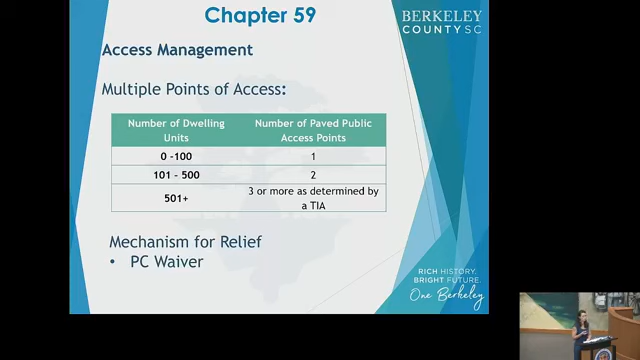 Chapter 59
BERKELEY
COUNTY SC
Access Management
Multiple Points of Access:
Number of Dwelling Units
Number of Paved Public Access Points
0 -100
1
101 - 500
2
501+
3 or more as determined by a TIA
Mechanism for Relief
• PC Waiver
RICH HISTORY.
BRIGHT FUTURE.
One Berkeley